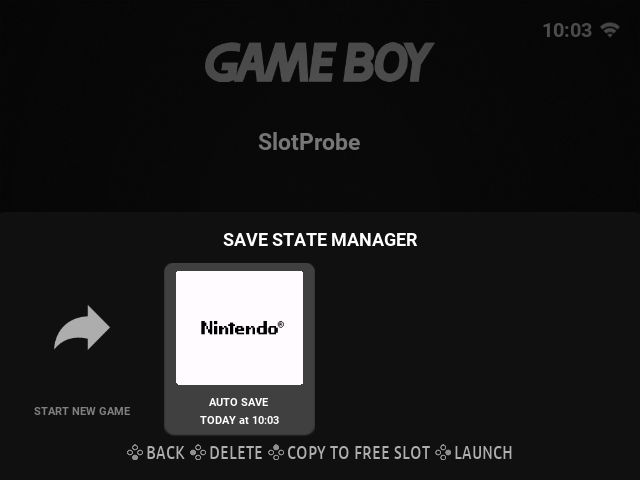 10:03
GAME BOY
SlotProbe
SAVE STATE MANAGER
Nintendo®
START NEW GAME
AUTO SAVE
TODAY at 10:03
BACK DELETE COPY TO FREE SLOT LAUNCH